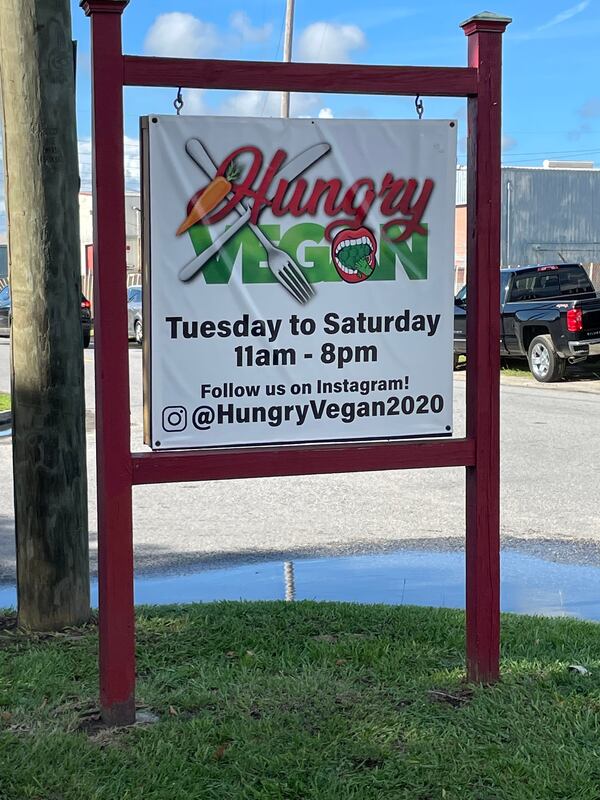 Hungry
VEGAN
Tuesday to Saturday
11am - 8pm
Follow us on Instagram!
@HungryVegan2020